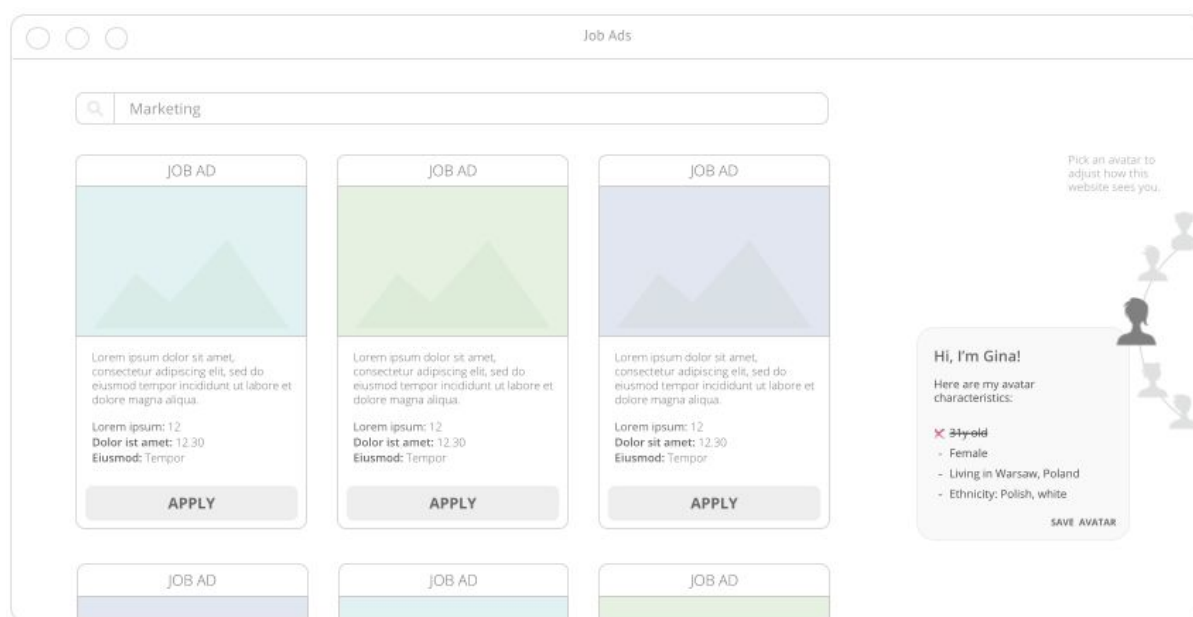 Job Ads
Marketing
Pick an avatar to
adjust how this
website sees you.
JOB AD
Lorem ipsum dolor sit amet,
consectetur adipiscing elit, sed do
eiusmod tempor incididunt ut labore et
dolore magna aliqua.
Lorem ipsum: 12
Dolor ist amet: 12.30
Eiusmod: Tempor
APPLY
JOB AD
Lorem ipsum dolor sit amet,
consectetur adipiscing elit, sed do
eiusmod tempor incididunt ut labore et
dolore magna aliqua.
Lorem ipsum: 12
Dolor ist amet: 12.30
Eiusmod: Tempor
APPLY
JOB AD
Lorem ipsum dolor sit amet,
consectetur adipiscing elit, sed do
eiusmod tempor incididunt ut labore et
dolore magna aliqua.
Lorem ipsum: 12
Dolor sit amet: 12.30
Eiusmod: Tempor
APPLY
Hi, I'm Gina!
Here are my avatar
characteristics:
31y old
- Female
- Living in Warsaw, Poland
- Ethnicity: Polish, white
SAVE AVATAR
JOB AD
JOB AD
JOB AD